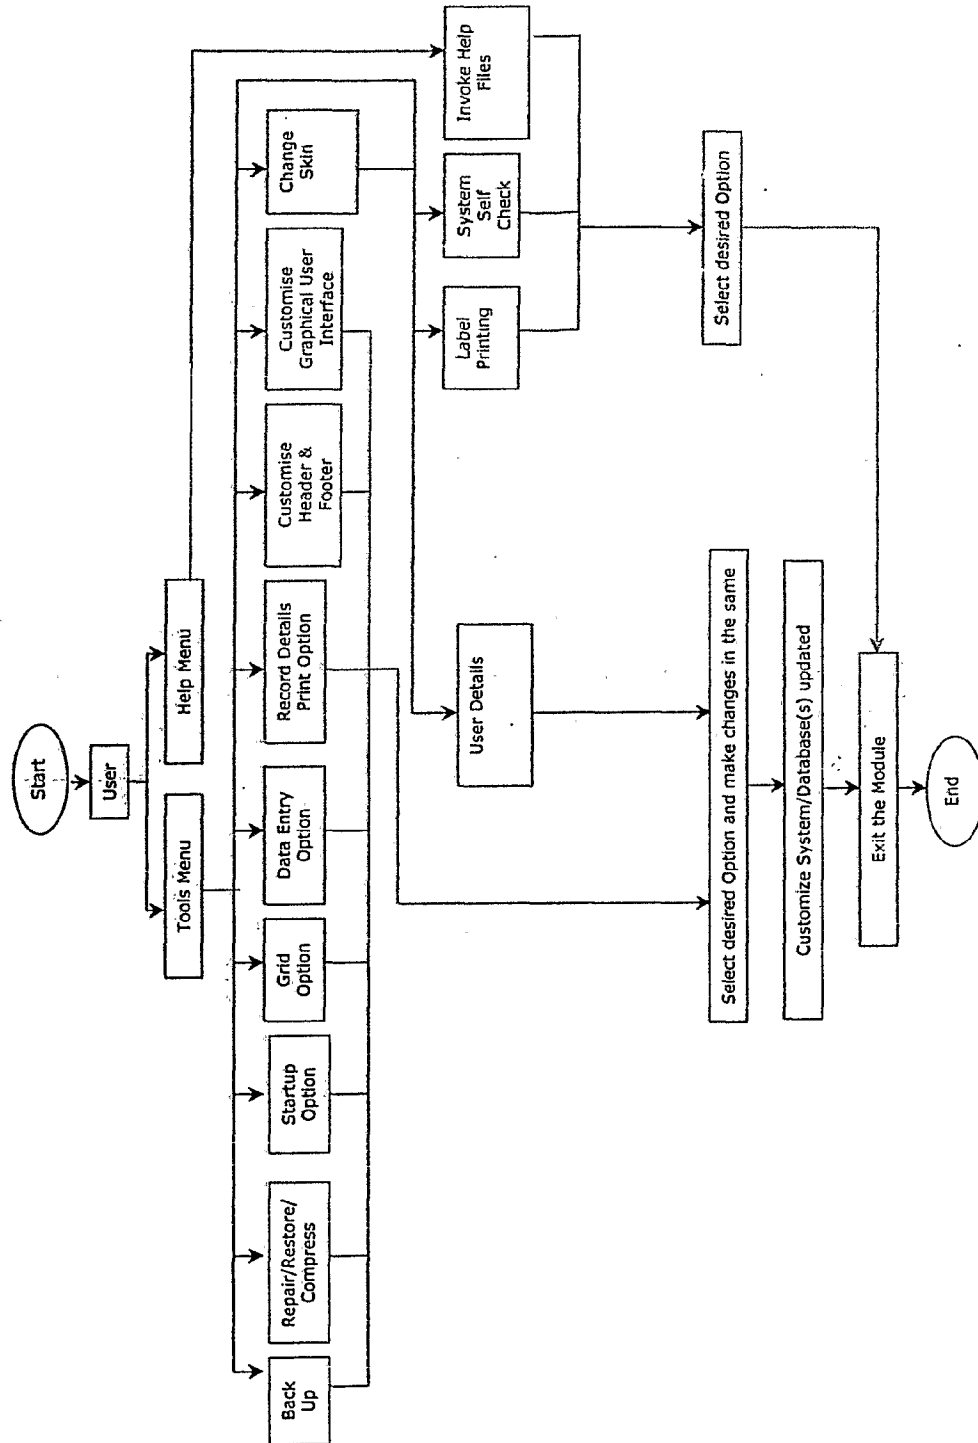 Start
User
Tools Menu
Help Menu
Back
Up
Repair/Restore/
Compress
Startup
Option
Grid
Option
Data Entry
Option
Record Details
Print Option
Customise
Header &
Footer
Customise
Graphical User
Interface
Change
Skin
User Details
Label
Printing
System
Self
Check
Invoke Help
Files
Select desired Option and make changes in the same
Select desired Option
Customize System/Database(s) updated
Exit the Module
End